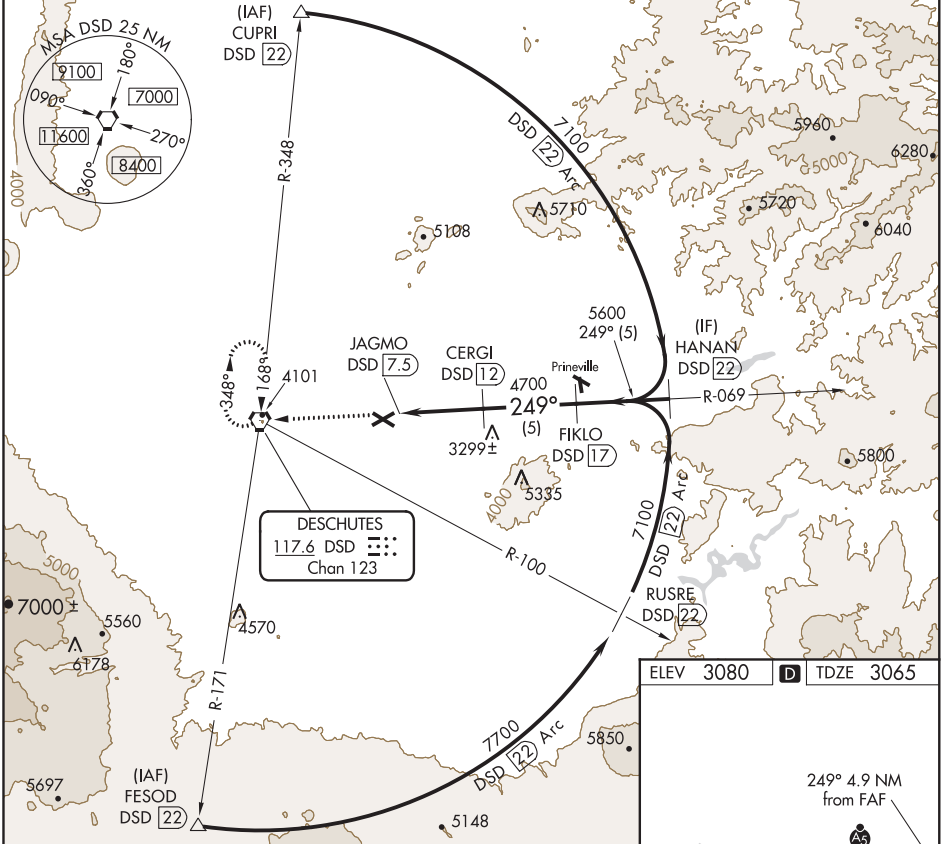 MSA DSD 25 NM
9100
180°
7000
090°
11600
270°
8400
360°
4000
(IAF)
CUPRI
DSD 22
R-348
7100
DSD 22 Arc
5960
6280
5000
5720
6040
5710
5108
5600
249° (5)
(IF)
HANAN
DSD 22
R-069
JAGMO
DSD 7.5
CERGI
DSD 12
4700
249°
(5)
Prineville
FIKLO
DSD 17
348°
168°
4101
3299±
5335
4000
5800
DESCHUTES
117.6 DSD
Chan 123
R-100
7100
DSD 22 Arc
RUSRE
DSD 22
5000
7000±
5560
6178
4570
R-171
7700
DSD 22 Arc
5850
5697
(IAF)
FESOD
DSD 22
5148
ELEV 3080 D TDZE 3065
249° 4.9 NM
from FAF
A5